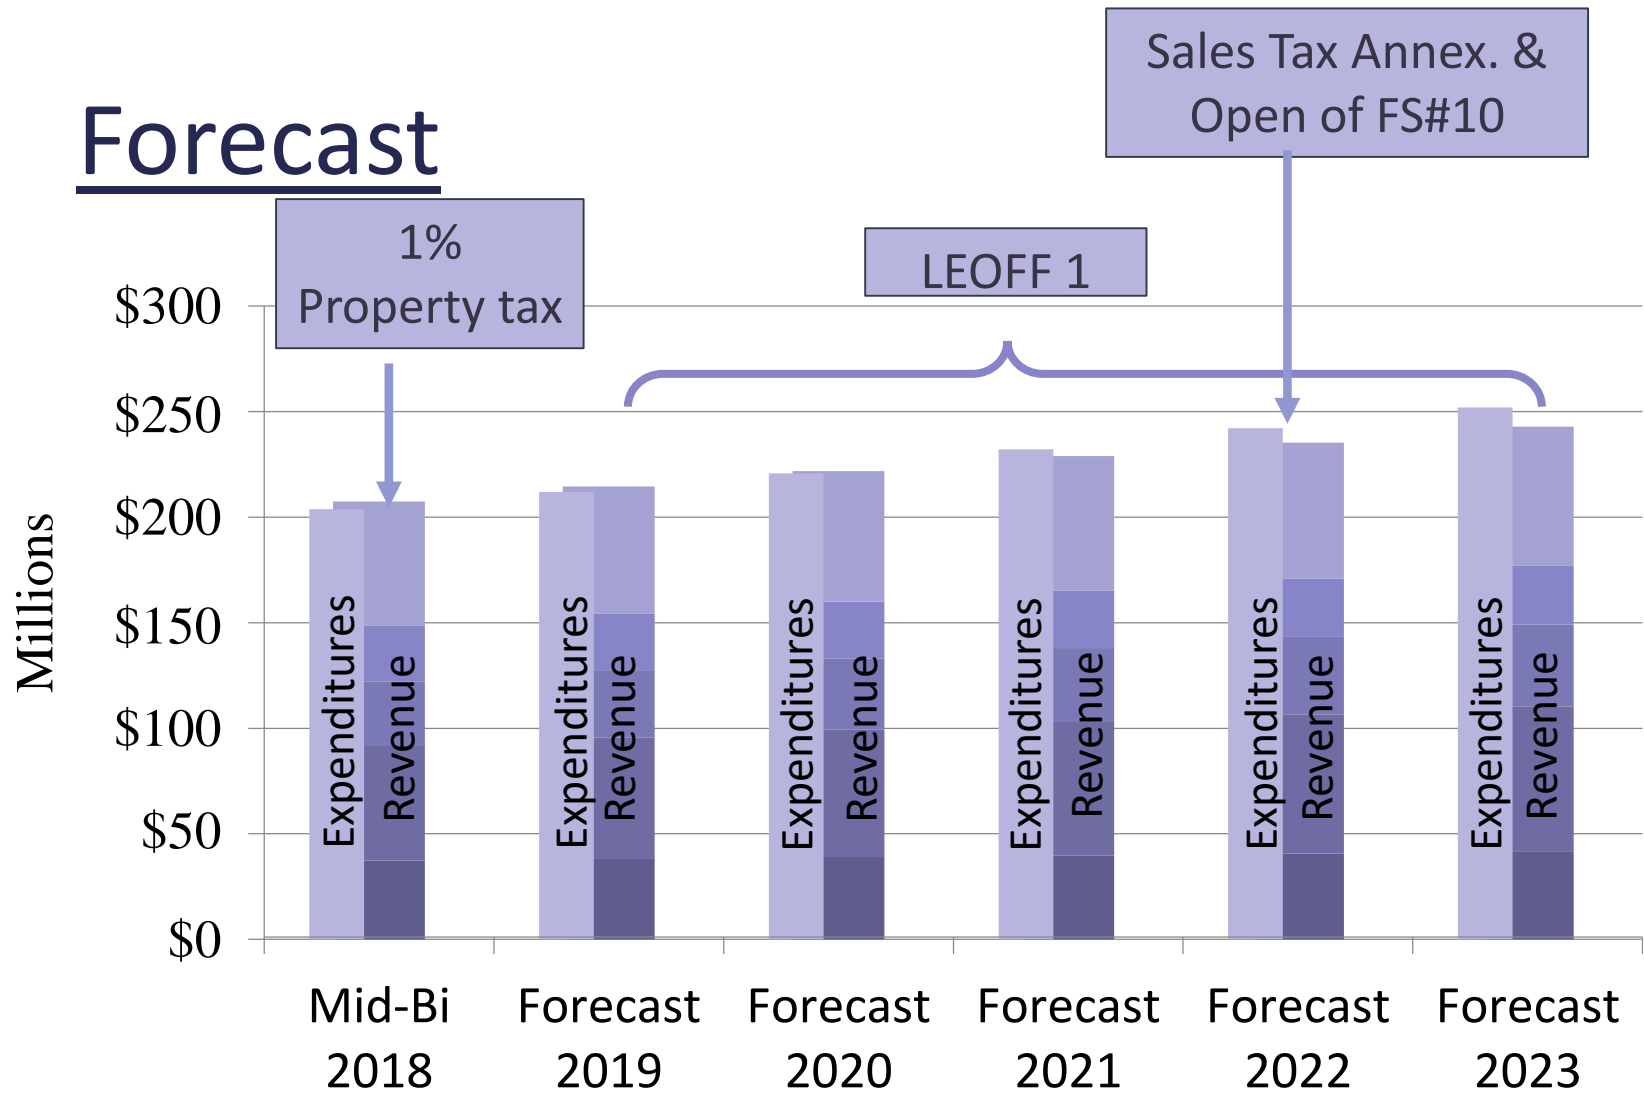 Sales Tax Annex. &
Open of FS#10
Forecast
1%
Property tax
LEOFF 1
$300
$250
$200
$150
$100
$50
$0
Millions
Expenditures
Revenue
Expenditures
Revenue
Expenditures
Revenue
Expenditures
Revenue
Expenditures
Revenue
Expenditures
Revenue
Mid-Bi
2018
Forecast
2019
Forecast
2020
Forecast
2021
Forecast
2022
Forecast
2023